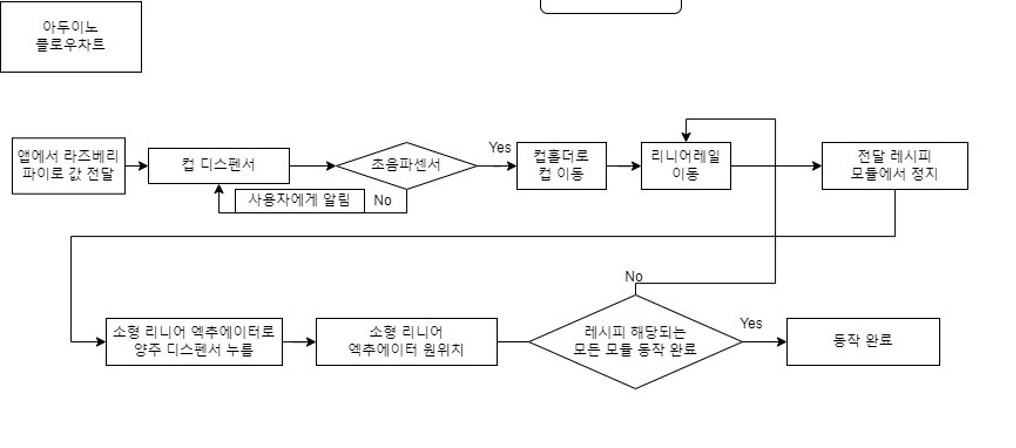 아두이노
플로우차트
앱에서 라즈베리
파이로 값 전달
컵 디스펜서
초음파센서
Yes
컵홀더로
컵 이동
리니어레일
이동
전달 레시피
모듈에서 정지
사용자에게 알림
No
No
소형 리니어 엑추에이터로
양주 디스펜서 누름
소형 리니어
엑추에이터 원위치
레시피 해당되는
모든 모듈 동작 완료
Yes
동작 완료